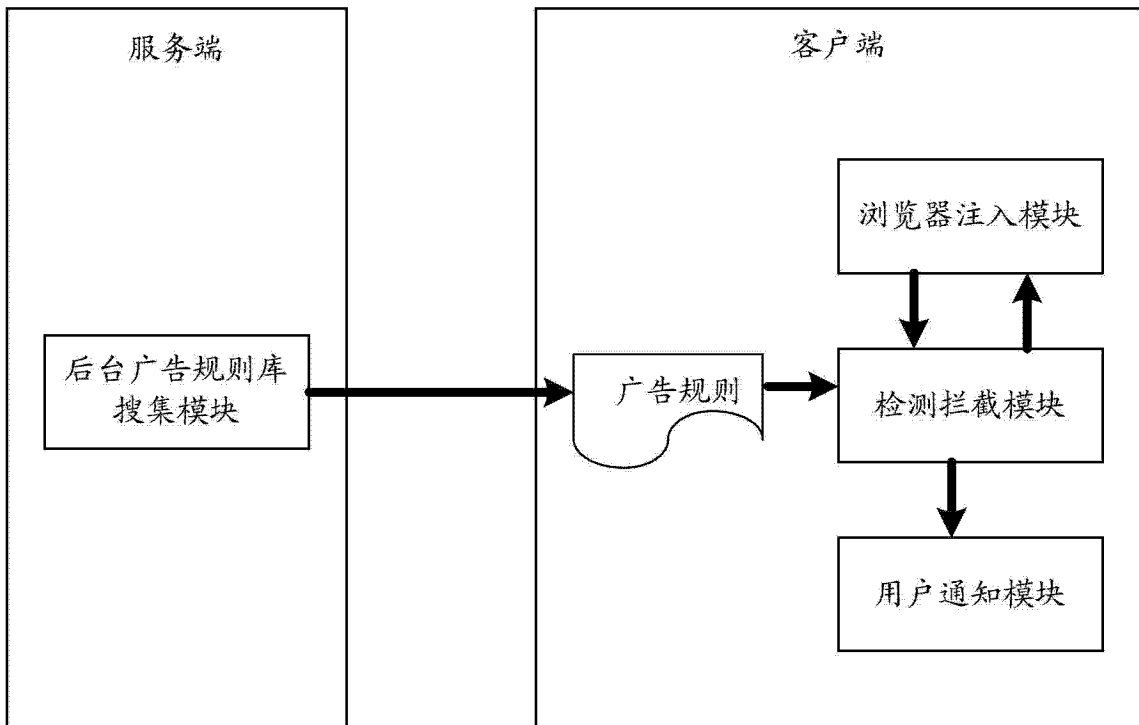 服务端
客户端
浏览器注入模块
后台广告规则库
搜集模块
广告规则
检测拦截模块
用户通知模块